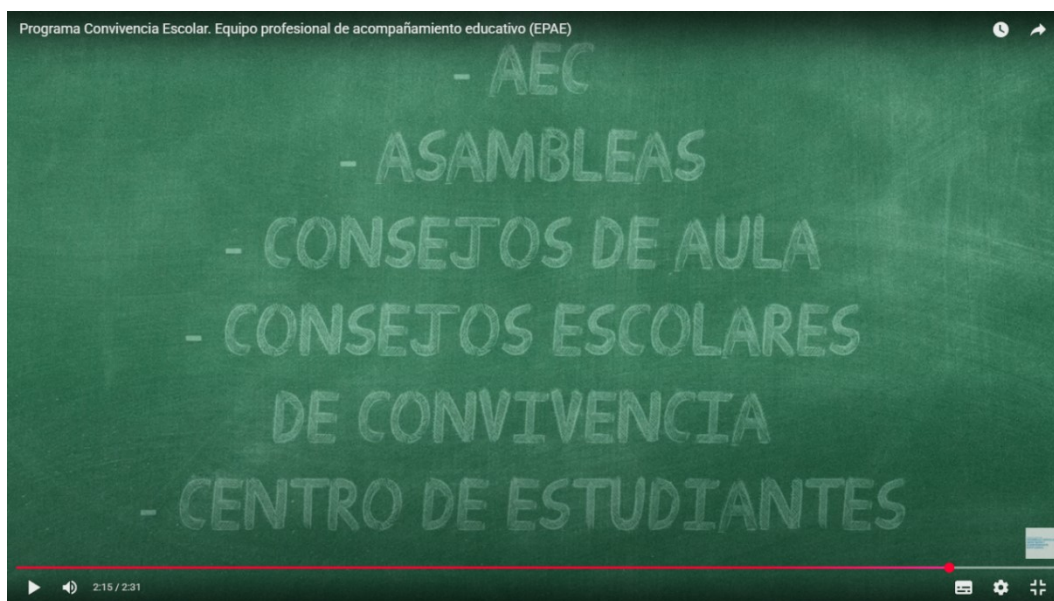 Programa Convivencia Escolar. Equipo profesional de acompañamiento educativo (EPAE)
- AEC
- ASAMBLEAS
- CONSEJOS DE AULA
- CONSEJOS ESCOLARES
DE CONVIVENCIA
- CENTRO DE ESTUDIANTES
2:15 / 2:31